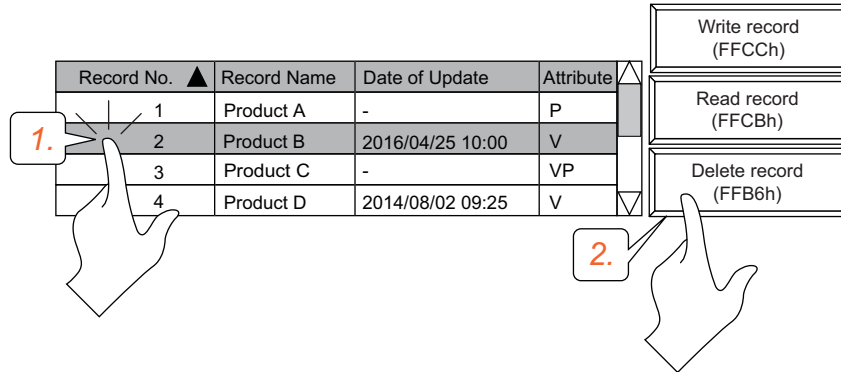 Write record
(FFCCh)
Record No. ▲ Record Name Date of Update Attribute
1 Product A - P
2 Product B 2016/04/25 10:00 V
3 Product C - VP
4 Product D 2014/08/02 09:25 V
Read record
(FFCBh)
Delete record
(FFB6h)
1.
2.